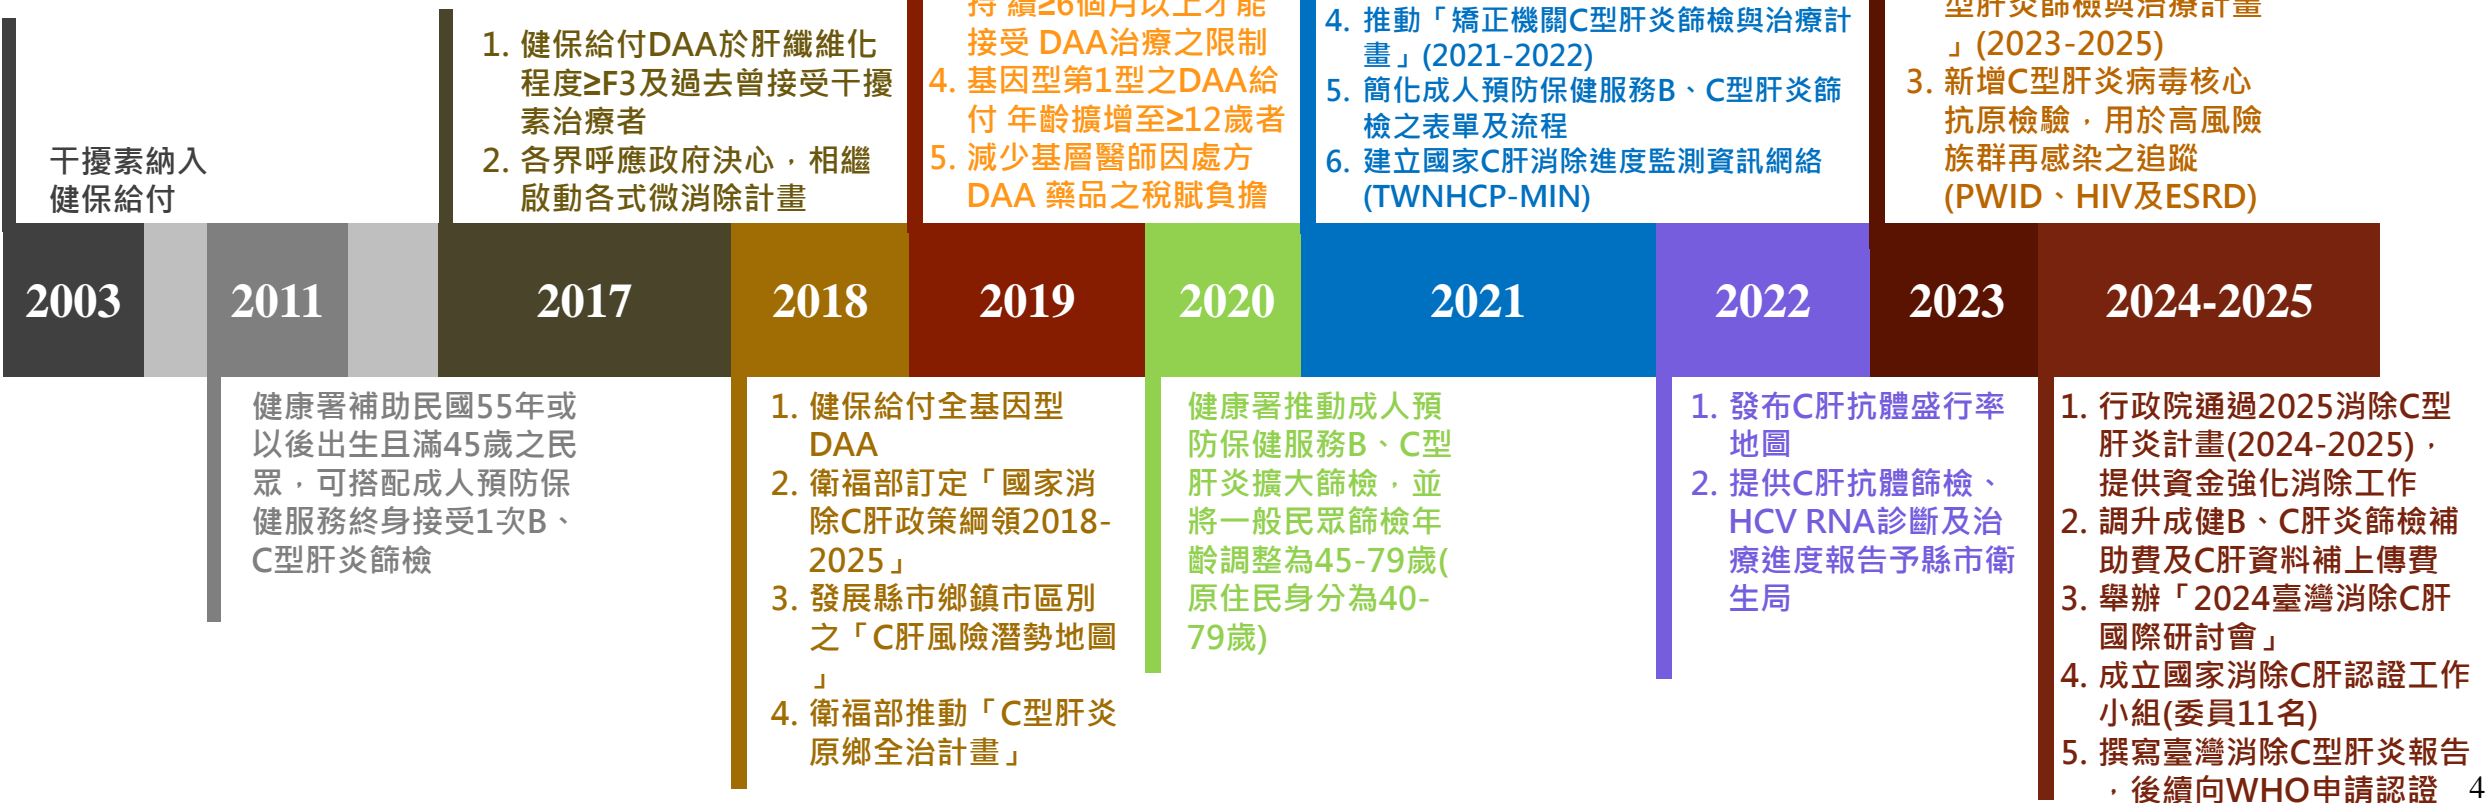 干擾素納入
健保給付
1. 健保給付DAA於肝纖維化
程度≥F3及過去曾接受干擾
素治療者
2. 各界呼應政府決心，相繼
啟動各式微消除計畫
持 續≥6個月以上才能
接受 DAA治療之限制
4. 基因型第1型之DAA給
付 年齡擴增至≥12歲者
5. 減少基層醫師因處方
DAA 藥品之稅賦負擔
4. 推動「矯正機關C型肝炎篩檢與治療計
畫」(2021-2022)
5. 簡化成人預防保健服務B、C型肝炎篩
檢之表單及流程
6. 建立國家C肝消除進度監測資訊網絡
(TWNHCP-MIN)
型肝炎篩檢與治療計畫
」(2023-2025)
3. 新增C型肝炎病毒核心
抗原檢驗，用於高風險
族群再感染之追蹤
(PWID、HIV及ESRD)
2003
2011
2017
2018
2019
2020
2021
2022
2023
2024-2025
健康署補助民國55年或
以後出生且滿45歲之民
眾，可搭配成人預防保
健服務終身接受1次B、
C型肝炎篩檢
1. 健保給付全基因型
DAA
2. 衛福部訂定「國家消
除C肝政策綱領2018-
2025」
3. 發展縣市鄉鎮市區別
之「C肝風險潛勢地圖
」
4. 衛福部推動「C型肝炎
原鄉全治計畫」
健康署推動成人預
防保健服務B、C型
肝炎擴大篩檢，並
將一般民眾篩檢年
齡調整為45-79歲(
原住民身分為40-
79歲)
1. 發布C肝抗體盛行率
地圖
2. 提供C肝抗體篩檢、
HCV RNA診斷及治
療進度報告予縣市衛
生局
1. 行政院通過2025消除C型
肝炎計畫(2024-2025)，
提供資金強化消除工作
2. 調升成健B、C肝炎篩檢補
助費及C肝資料補上傳費
3. 舉辦「2024臺灣消除C肝
國際研討會」
4. 成立國家消除C肝認證工作
小組(委員11名)
5. 撰寫臺灣消除C型肝炎報告
，後續向WHO申請認證
4